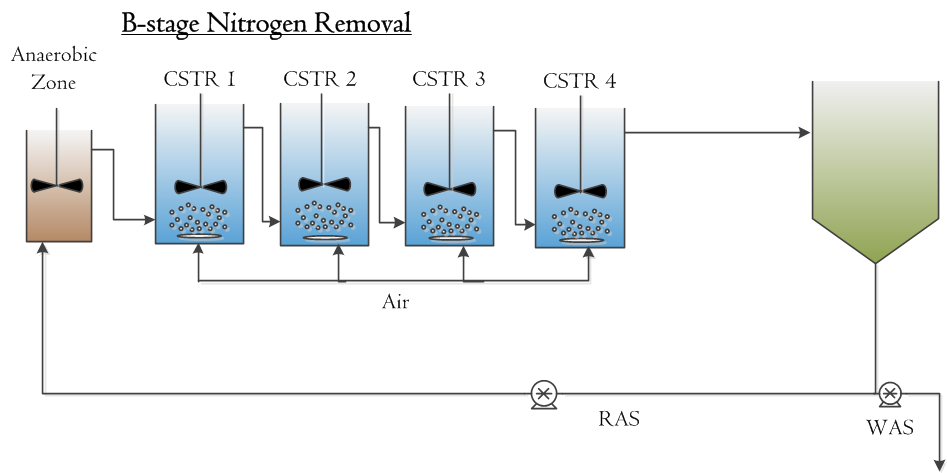 B-stage Nitrogen Removal
Anaerobic
Zone
CSTR 1
CSTR 2
CSTR 3
CSTR 4
Air
RAS
WAS